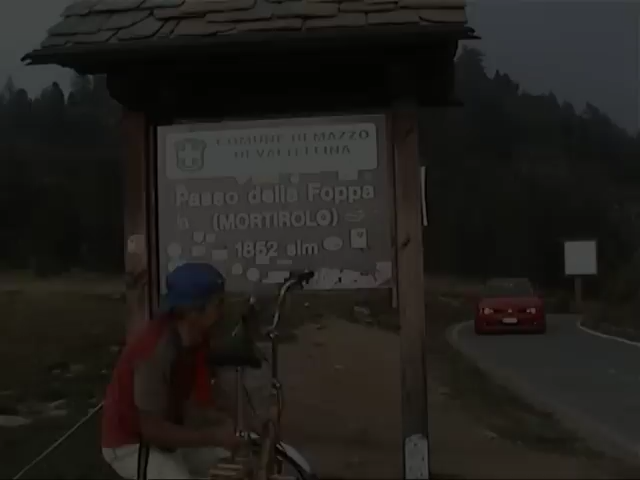 COMUNE DI MAZZO
DI VALTELLINA
Passo della Foppa
(MORTIROLO)
1852 slm